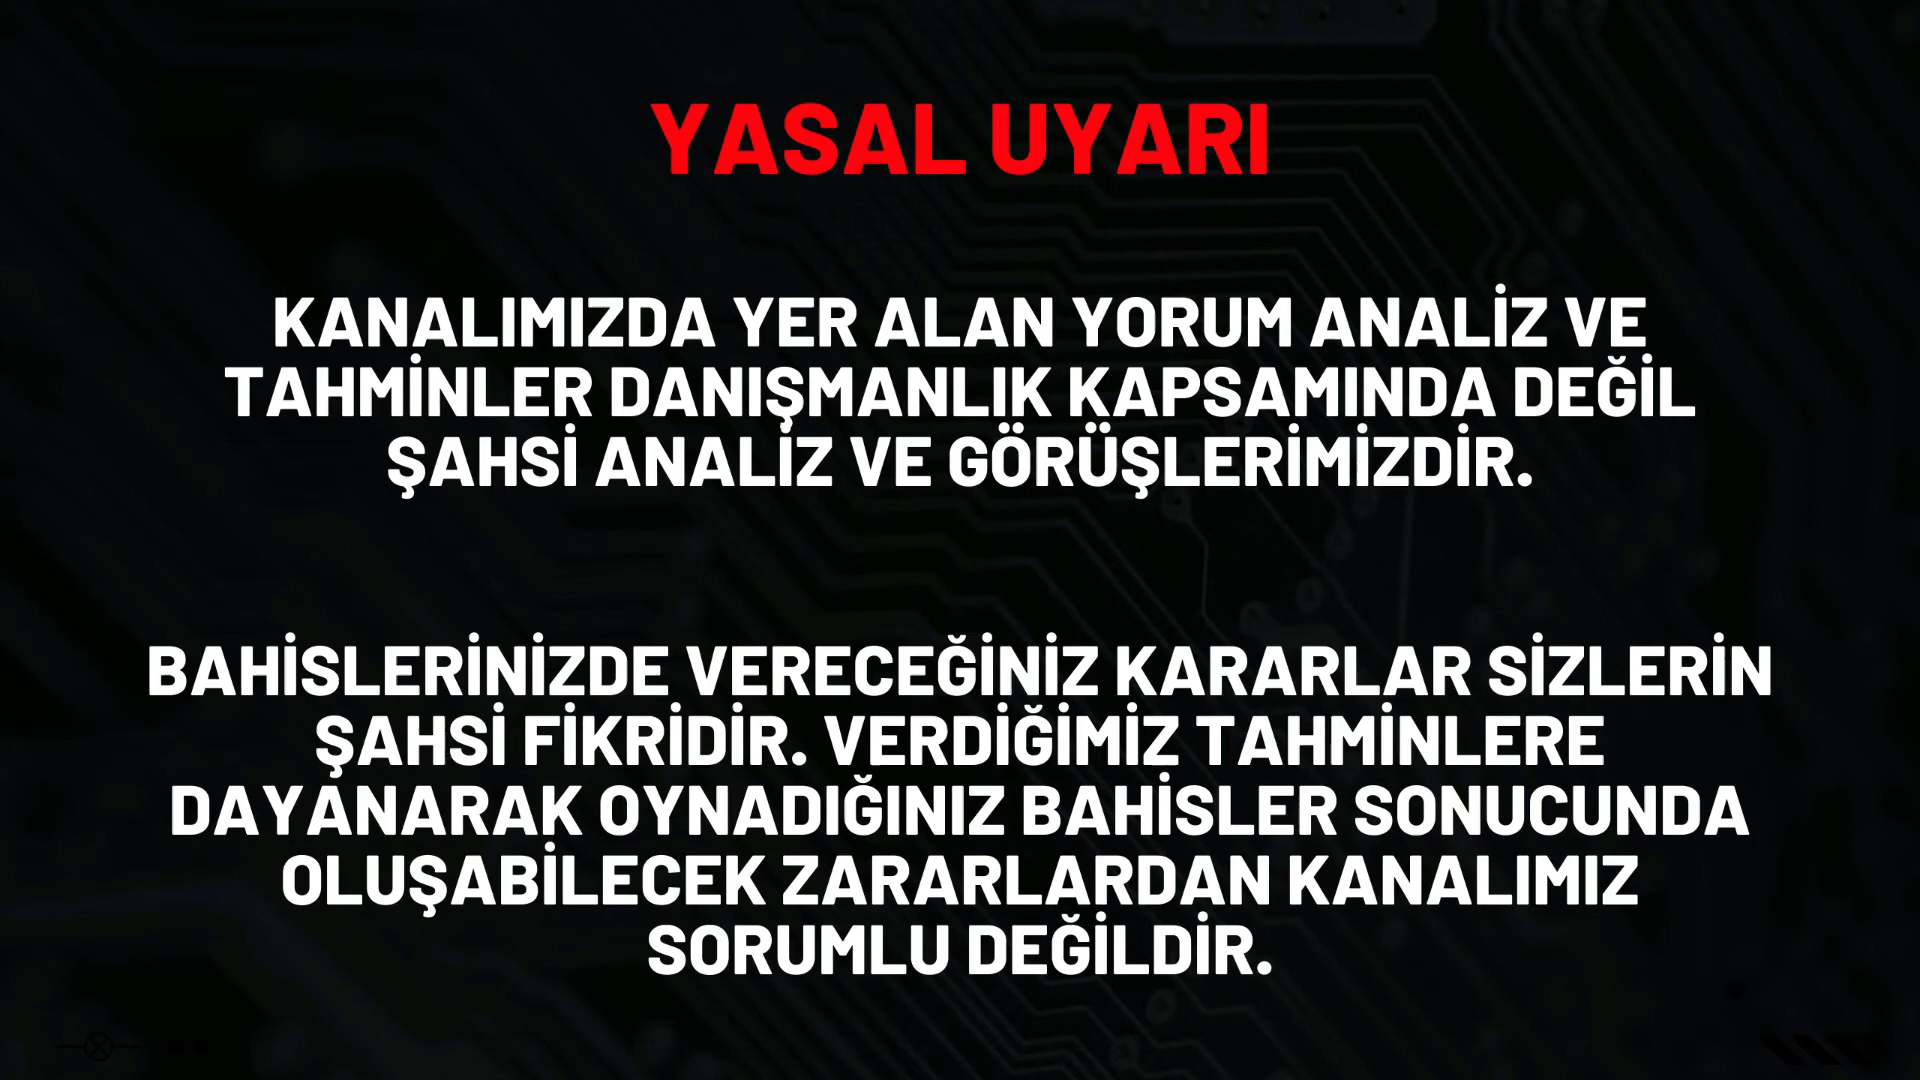 YASAL UYARI
KANALIMIZDA YER ALAN YORUM ANALİZ VE
TAHMİNLER DANIŞMANLIK KAPSAMINDA DEĞİL
ŞAHSİ ANALİZ VE GÖRÜŞLERİMİZDİR.
BAHİSLERİNİZDE VERECEĞİNİZ KARARLAR SİZLERİN
ŞAHSİ FİKRİDİR. VERDİĞİMİZ TAHMİNLERE
DAYANARAK OYNADIĞINIZ BAHİSLER SONUCUNDA
OLUŞABİLECEK ZARARLARDAN KANALIMIZ
SORUMLU DEĞİLDİR.